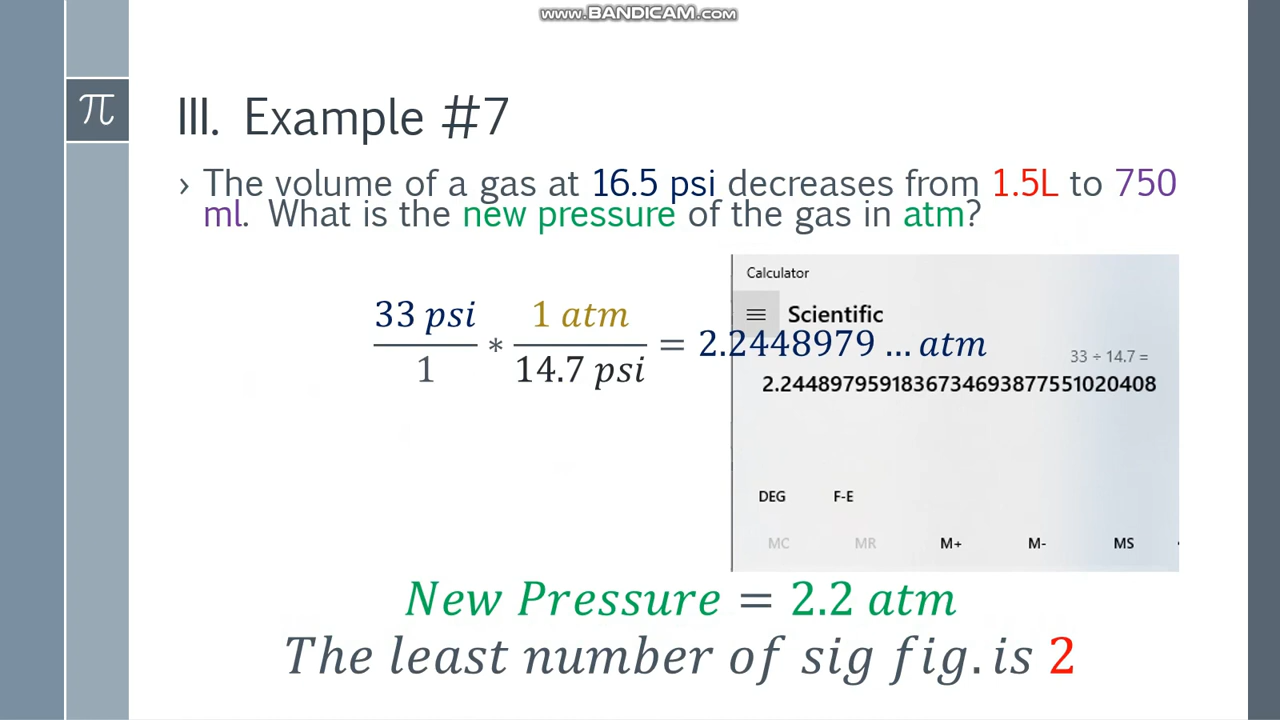 www.BANDICAM.com
π
III. Example #7
› The volume of a gas at 16.5 psi decreases from 1.5L to 750
ml. What is the new pressure of the gas in atm?
33 psi / 1 * 1 atm / 14.7 psi = 2.2448979 ... atm
Calculator
Scientific
33 ÷ 14.7 =
2.2448979591836734693877551020408
DEG F-E
MC MR M+ M- MS
New Pressure = 2.2 atm
The least number of sig fig. is 2